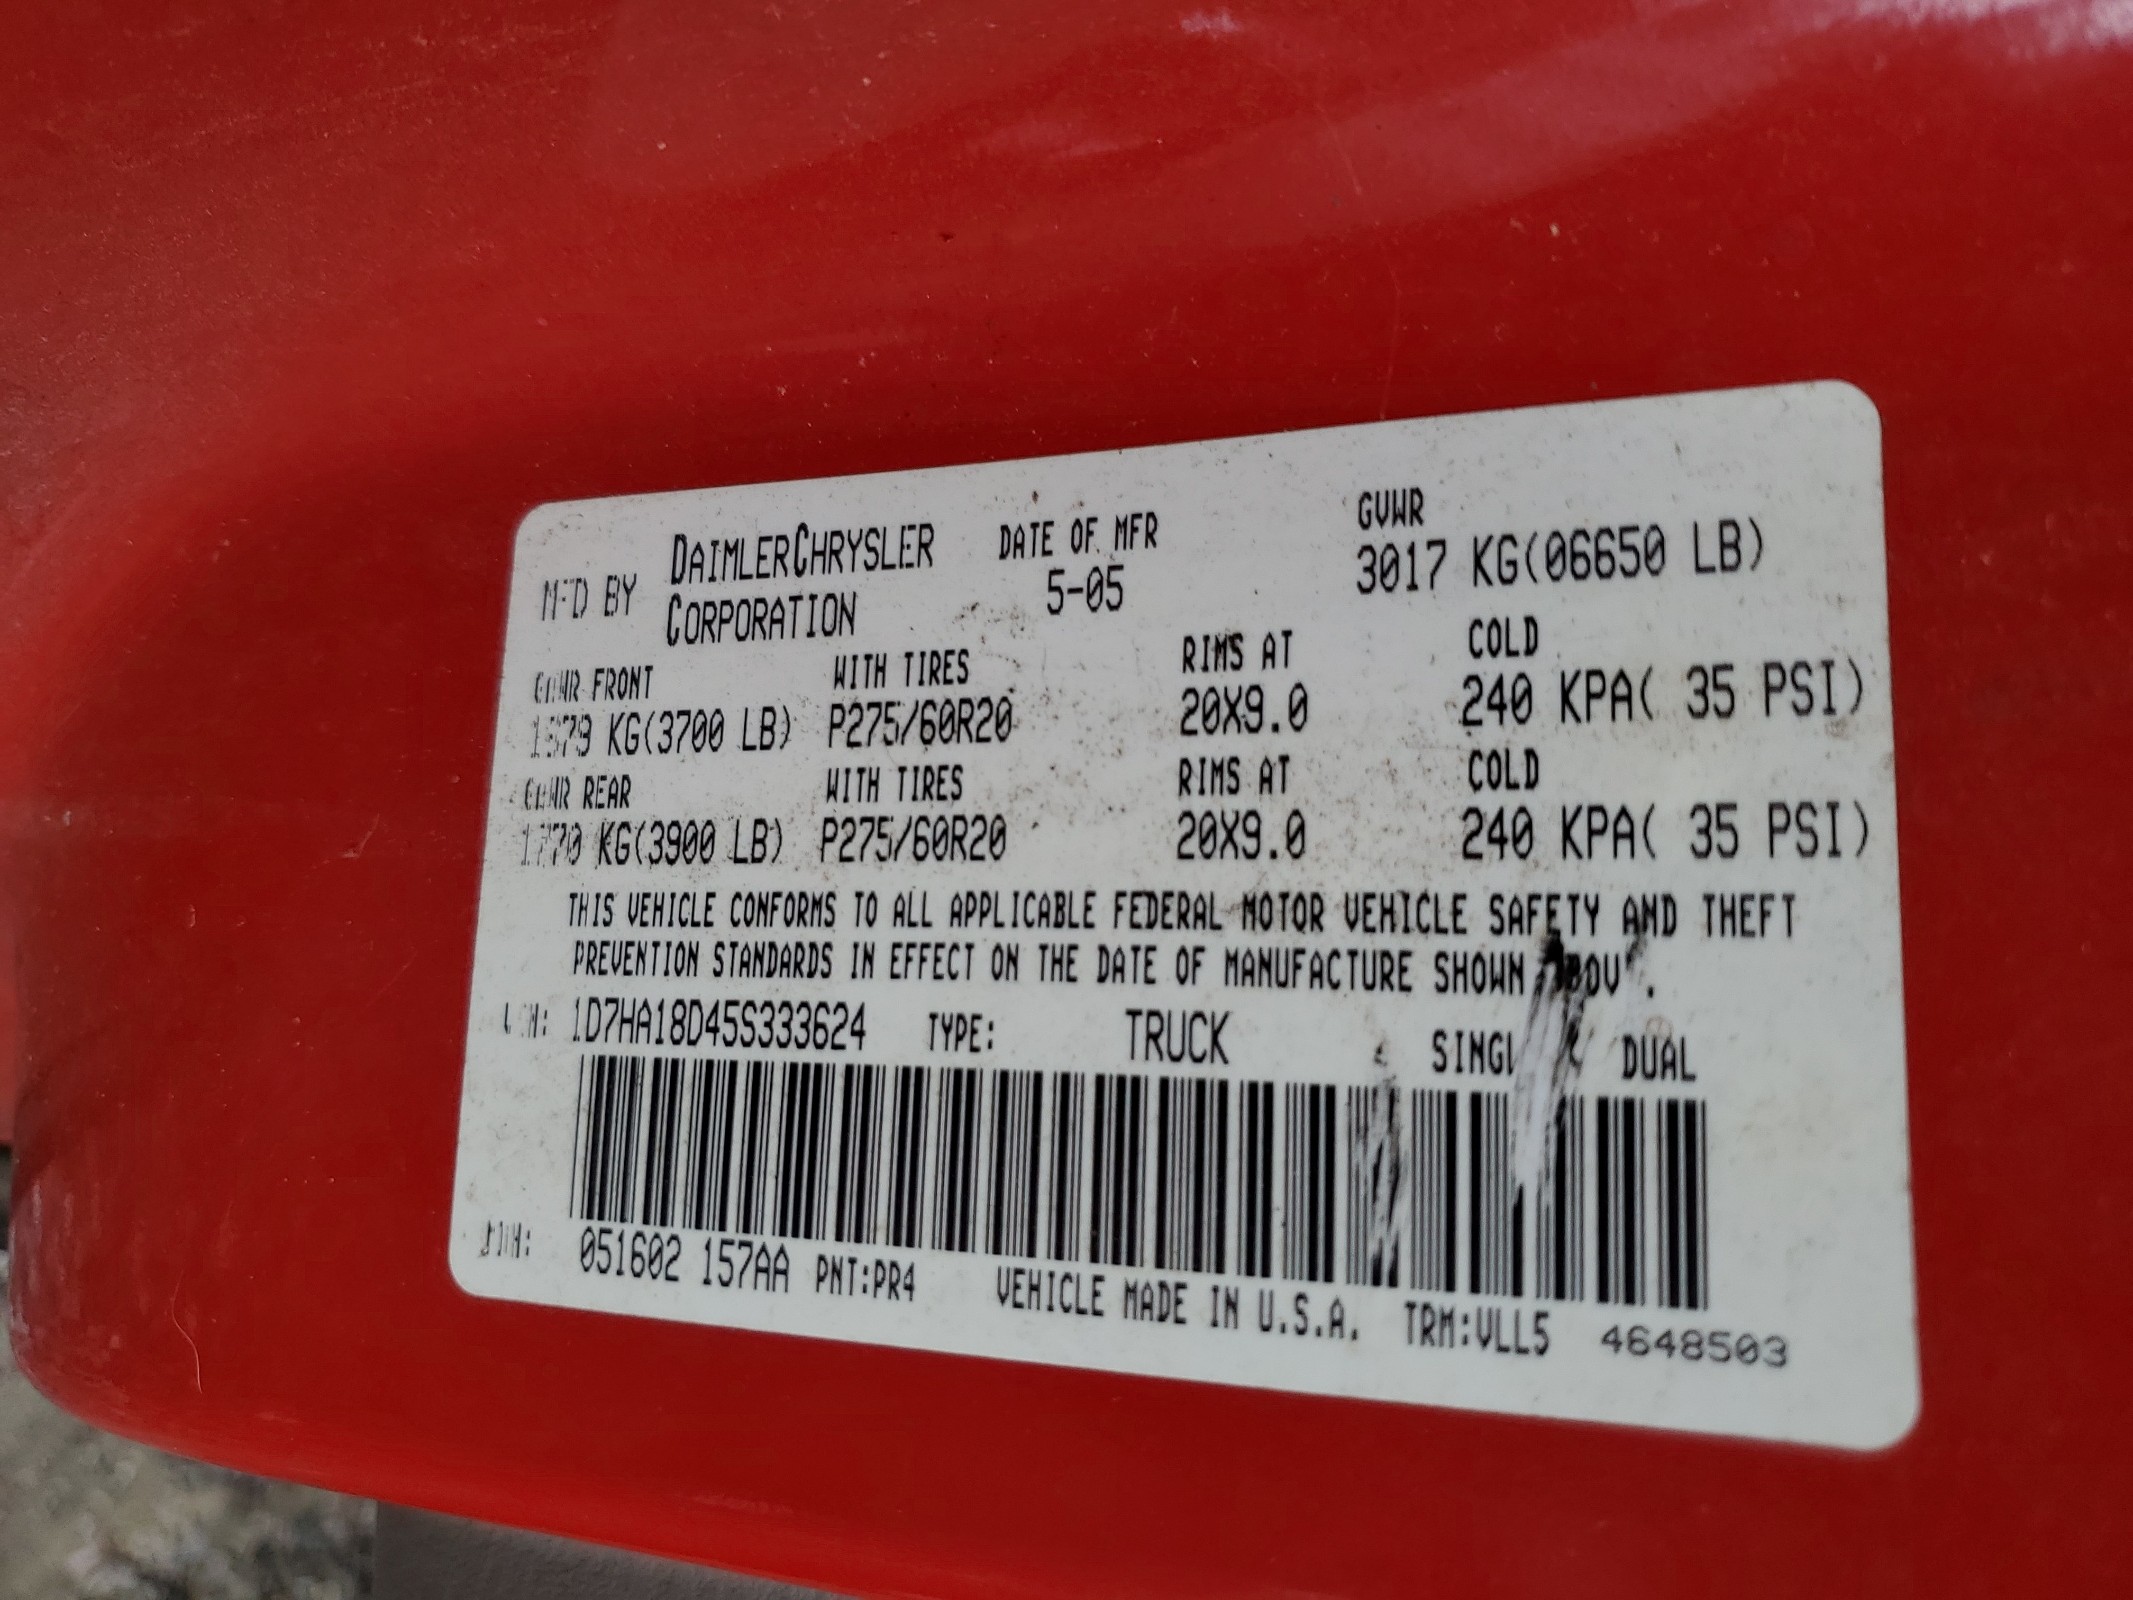 BY DAIMLERCHRYSLER CORPORATION DATE OF MFR 5-05 GVWR 3017 KG(06650 LB)
FRONT WITH TIRES RIMS AT COLD
KG(3700 LB) P275/60R20 20X9.0 240 KPA( 35 PSI)
REAR WITH TIRES RIMS AT COLD
1770 KG(3900 LB) P275/60R20 20X9.0 240 KPA( 35 PSI)
THIS VEHICLE CONFORMS TO ALL APPLICABLE FEDERAL MOTOR VEHICLE SAFETY AND THEFT
PREVENTION STANDARDS IN EFFECT ON THE DATE OF MANUFACTURE SHOWN .
1D7HA18D45S333624 TYPE: TRUCK DUAL
051602 157AA PNT:PR4 VEHICLE MADE IN U.S.A. TRM:VLL5 4648503